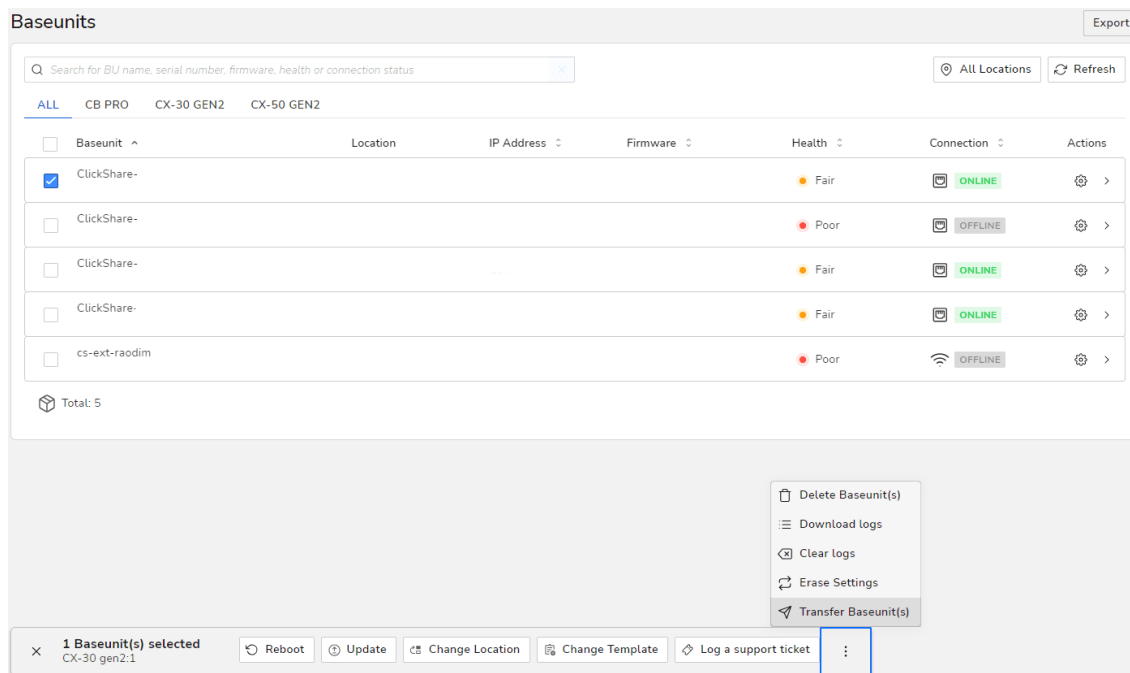 Baseunits
Export
Search for BU name, serial number, firmware, health or connection status
All Locations
Refresh
ALL CB PRO CX-30 GEN2 CX-50 GEN2
Baseunit Location IP Address Firmware Health Connection Actions
ClickShare- Fair ONLINE
ClickShare- Poor OFFLINE
ClickShare- Fair ONLINE
ClickShare- Fair ONLINE
cs-ext-raodim Poor OFFLINE
Total: 5
Delete Baseunit(s)
Download logs
Clear logs
Erase Settings
Transfer Baseunit(s)
1 Baseunit(s) selected
CX-30 gen2:1
Reboot Update Change Location Change Template Log a support ticket